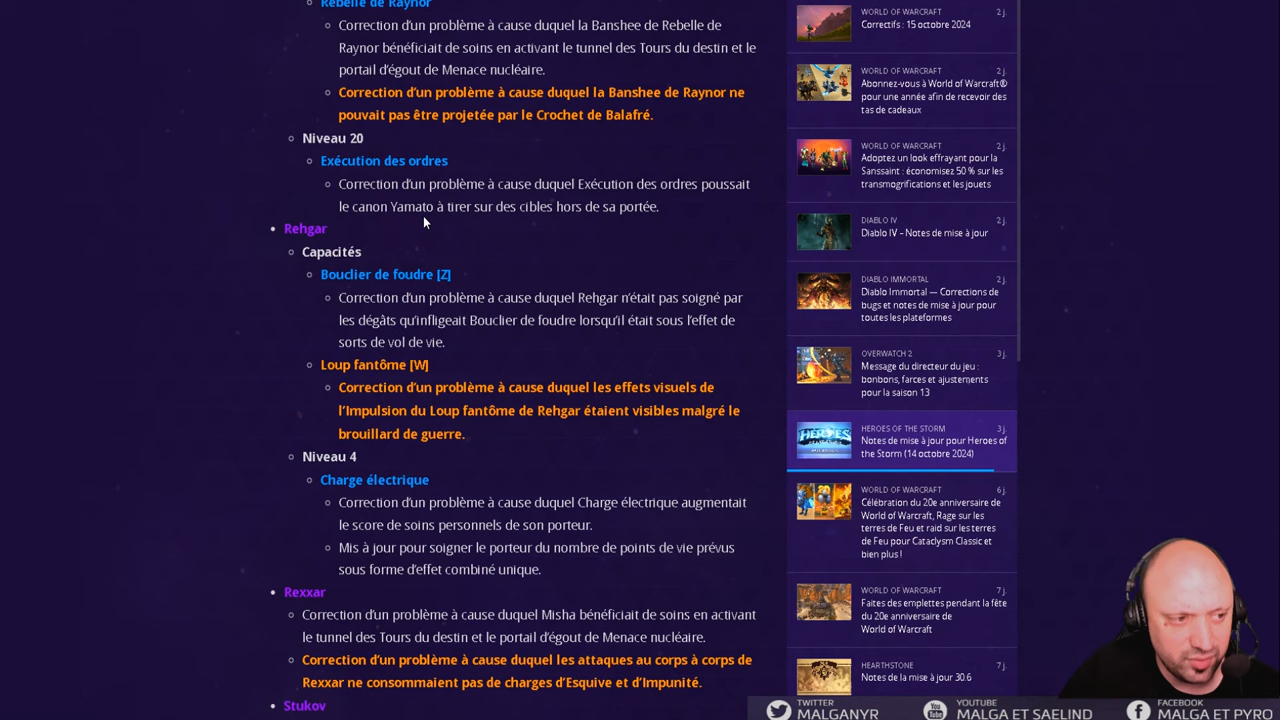 Rebelle de Raynor
Correction d'un problème à cause duquel la Banshee de Rebelle de
Raynor bénéficiait de soins en activant le tunnel des Tours du destin et le
portail d'égout de Menace nucléaire.
Correction d'un problème à cause duquel la Banshee de Raynor ne
pouvait pas être projetée par le Crochet de Balafré.
Niveau 20
Exécution des ordres
Correction d'un problème à cause duquel Exécution des ordres poussait
le canon Yamato à tirer sur des cibles hors de sa portée.
Rehgar
Capacités
Bouclier de foudre [Z]
Correction d'un problème à cause duquel Rehgar n'était pas soigné par
les dégâts qu'infligeait Bouclier de foudre lorsqu'il était sous l'effet de
sorts de vol de vie.
Loup fantôme [W]
Correction d'un problème à cause duquel les effets visuels de
l'Impulsion du Loup fantôme de Rehgar étaient visibles malgré le
brouillard de guerre.
Niveau 4
Charge électrique
Correction d'un problème à cause duquel Charge électrique augmentait
le score de soins personnels de son porteur.
Mis à jour pour soigner le porteur du nombre de points de vie prévus
sous forme d'effet combiné unique.
Rexxar
Correction d'un problème à cause duquel Misha bénéficiait de soins en activant
le tunnel des Tours du destin et le portail d'égout de Menace nucléaire.
Correction d'un problème à cause duquel les attaques au corps à corps de
Rexxar ne consommaient pas de charges d'Esquive et d'Impunité.
Stukov
WORLD OF WARCRAFT 2 j.
Correctifs : 15 octobre 2024
WORLD OF WARCRAFT 2 j.
Abonnez-vous à World of Warcraft®
pour une année afin de recevoir des
tas de cadeaux
WORLD OF WARCRAFT 2 j.
Adoptez un look effrayant pour la
Sanssaint : économisez 50 % sur les
transmogrifications et les jouets
DIABLO IV 2 j.
Diablo IV – Notes de mise à jour
DIABLO IMMORTAL 2 j.
Diablo Immortal — Corrections de
bugs et notes de mise à jour pour
toutes les plateformes
OVERWATCH 2 3 j.
Message du directeur du jeu :
bonbons, farces et ajustements
pour la saison 13
HEROES OF THE STORM 3 j.
Notes de mise à jour pour Heroes of
the Storm (14 octobre 2024)
WORLD OF WARCRAFT 6 j.
Célébration du 20e anniversaire de
World of Warcraft, Rage sur les
terres de Feu et raid sur les terres
de Feu pour Cataclysm Classic et
bien plus !
WORLD OF WARCRAFT 7 j.
Faites des emplettes pendant la fête
du 20e anniversaire de
World of Warcraft
HEARTHSTONE 7 j.
Notes de la mise à jour 30.6
TWITTER
MALGANYR
YOUTUBE
MALGA ET SAELIND
FACEBOOK
MALGA ET PYRO